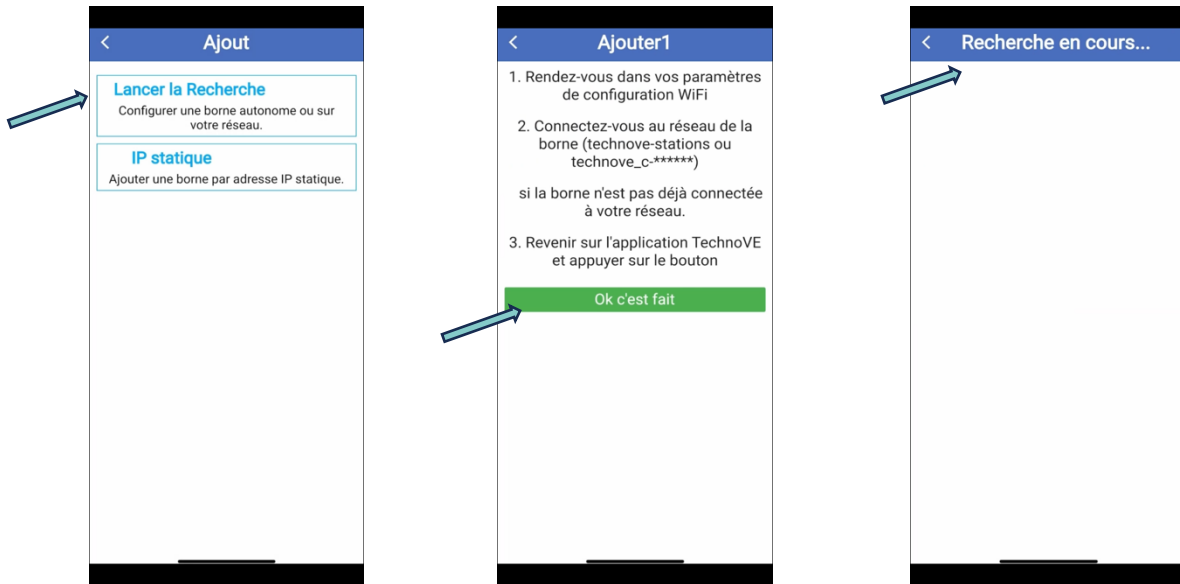 Ajout
Lancer la Recherche
Configurer une borne autonome ou sur
votre réseau.
IP statique
Ajouter une borne par adresse IP statique.
Ajouter1
1. Rendez-vous dans vos paramètres
de configuration WiFi
2. Connectez-vous au réseau de la
borne (technove-stations ou
technove_c-******)
si la borne n'est pas déjà connectée
à votre réseau.
3. Revenir sur l'application TechnoVE
et appuyer sur le bouton
Ok c'est fait
Recherche en cours...